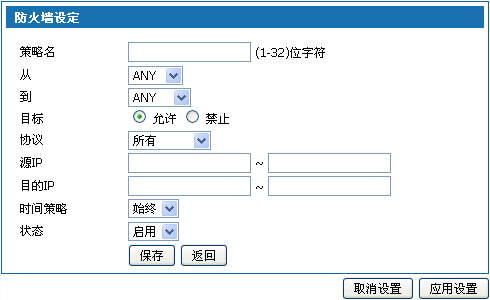 防火墙设定
策略名 (1-32)位字符
从 ANY
到 ANY
目标 允许 禁止
协议 所有
源IP ~
目的IP ~
时间策略 始终
状态 启用
保存 返回
取消设置 应用设置